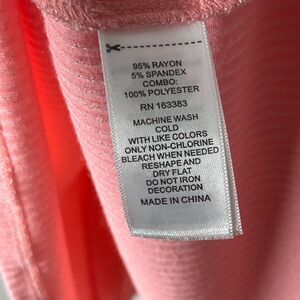 95% RAYON
5% SPANDEX
COMBO:
100% POLYESTER
RN 163383
MACHINE WASH
COLD
WITH LIKE COLORS
ONLY NON-CHLORINE
BLEACH WHEN NEEDED
RESHAPE AND
DRY FLAT
DO NOT IRON
DECORATION
MADE IN CHINA